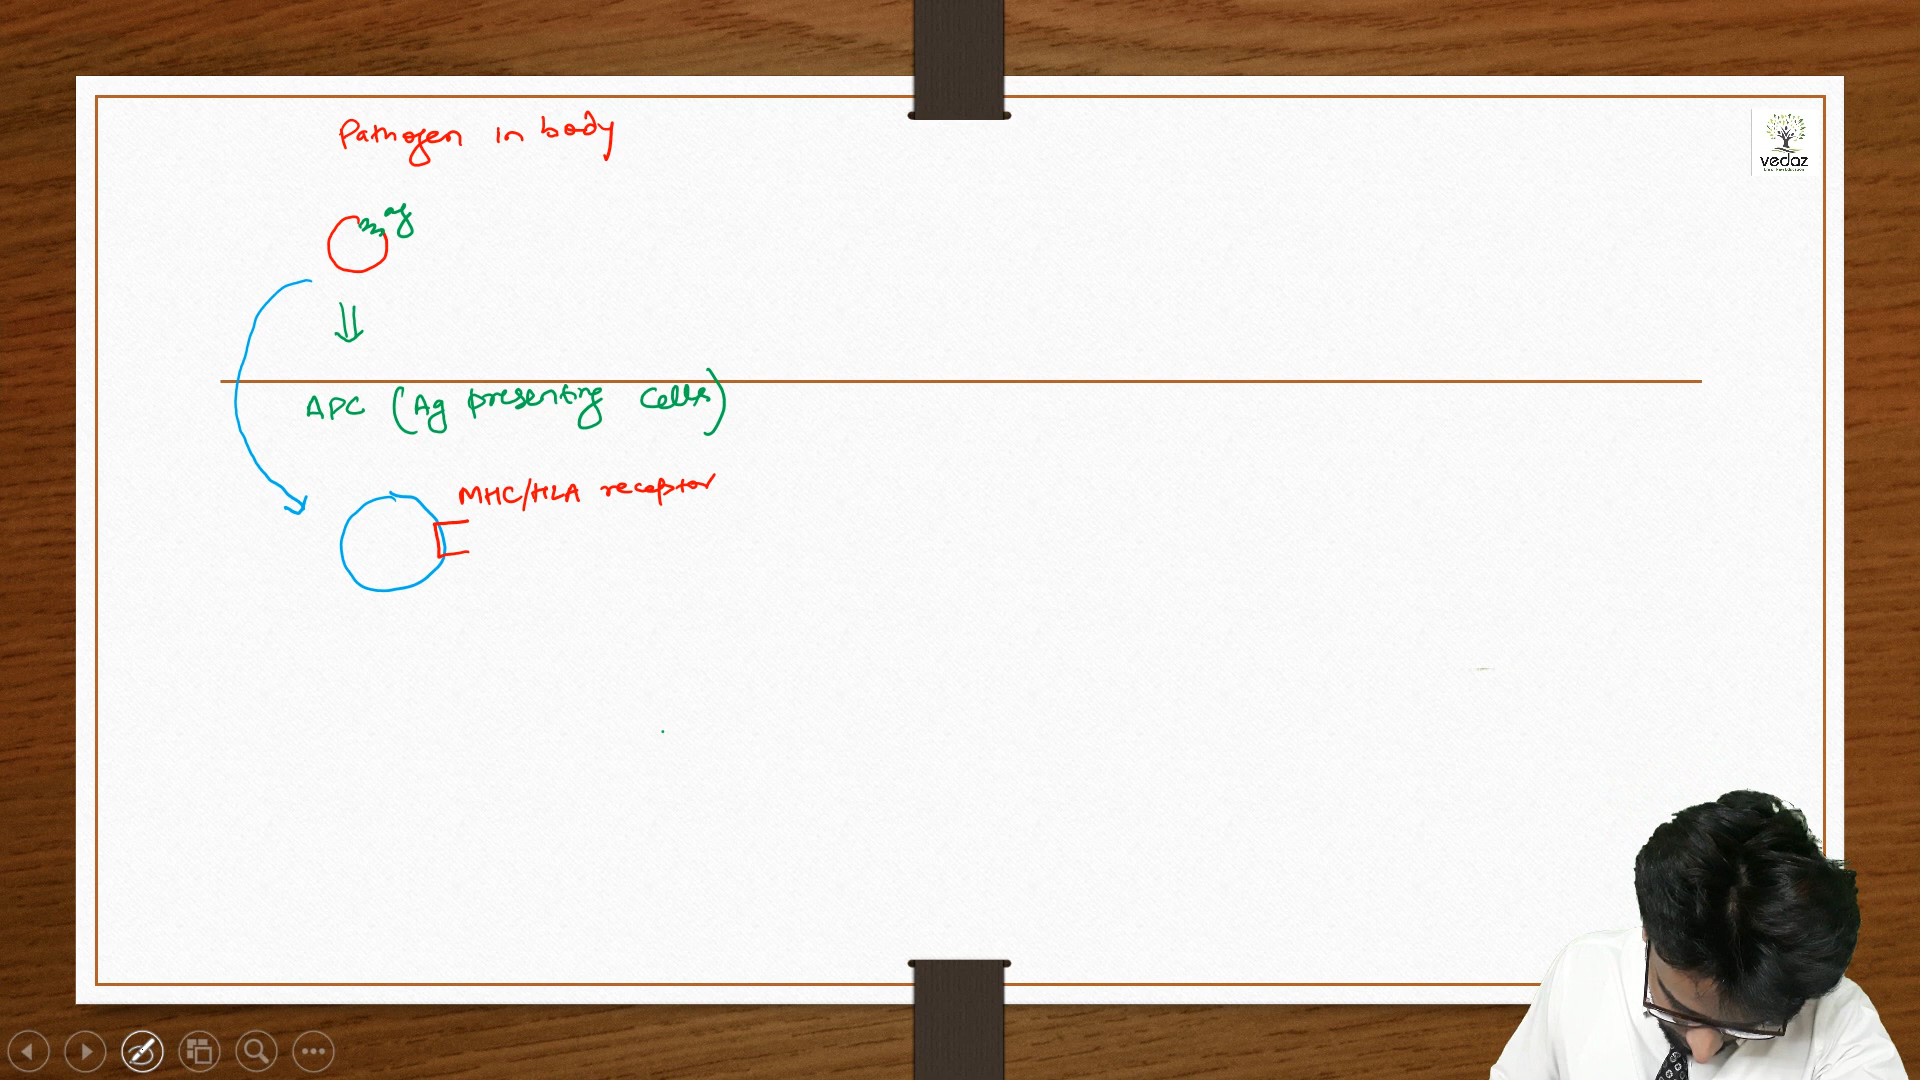 Pathogen in body
vedaz
ag
APC (Ag presenting cells)
MHC/HLA receptor